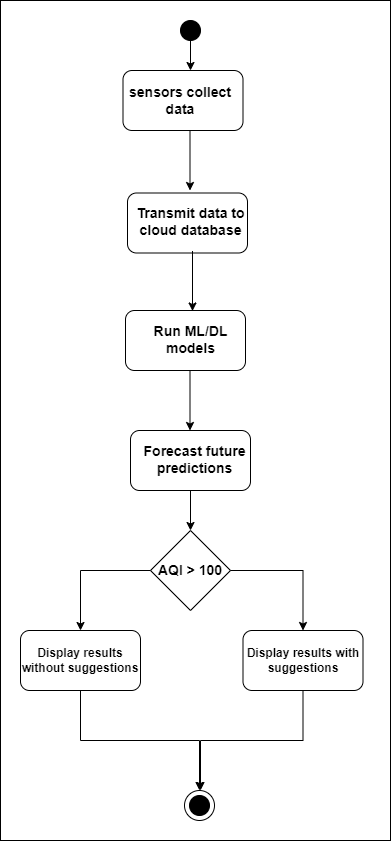 sensors collect
data
Transmit data to
cloud database
Run ML/DL
models
Forecast future
predictions
AQI > 100
Display results
without suggestions
Display results with
suggestions